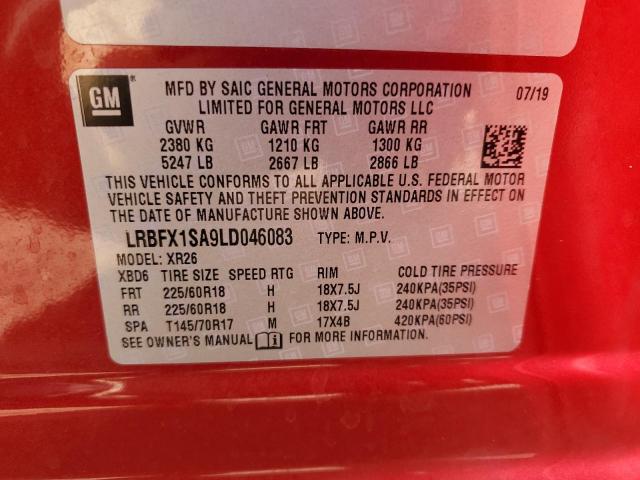 GM ®
MFD BY SAIC GENERAL MOTORS CORPORATION 07/19
LIMITED FOR GENERAL MOTORS LLC
GVWR GAWR FRT GAWR RR
2380 KG 1210 KG 1300 KG
5247 LB 2667 LB 2866 LB
THIS VEHICLE CONFORMS TO ALL APPLICABLE U.S. FEDERAL MOTOR
VEHICLE SAFETY AND THEFT PREVENTION STANDARDS IN EFFECT ON
THE DATE OF MANUFACTURE SHOWN ABOVE.
LRBFX1SA9LD046083 TYPE: M.P.V.
MODEL: XR26
XBD6 TIRE SIZE SPEED RTG RIM COLD TIRE PRESSURE
FRT 225/60R18 H 18X7.5J 240KPA(35PSI)
RR 225/60R18 H 18X7.5J 240KPA(35PSI)
SPA T145/70R17 M 17X4B 420KPA(60PSI)
SEE OWNER'S MANUAL FOR MORE INFORMATION.